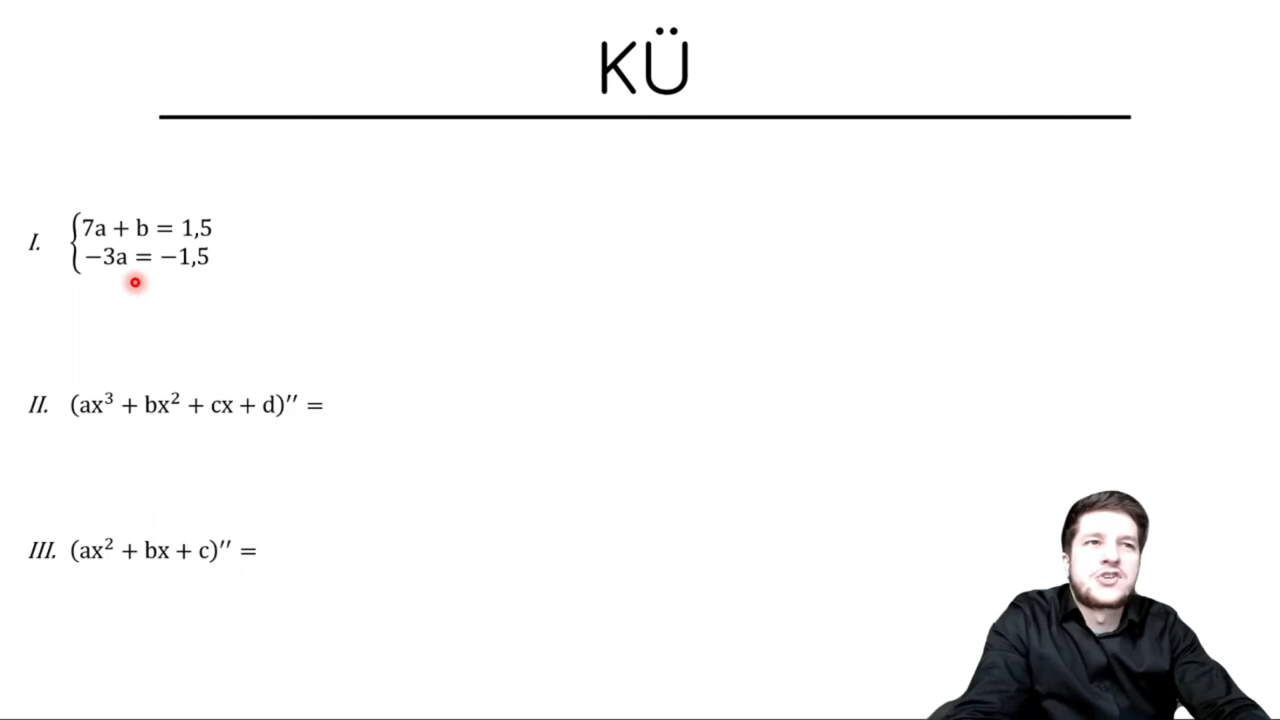 KÜ
I. {7a + b = 1,5
−3a = −1,5
II. (ax³ + bx² + cx + d)′′ =
III. (ax² + bx + c)′′ =